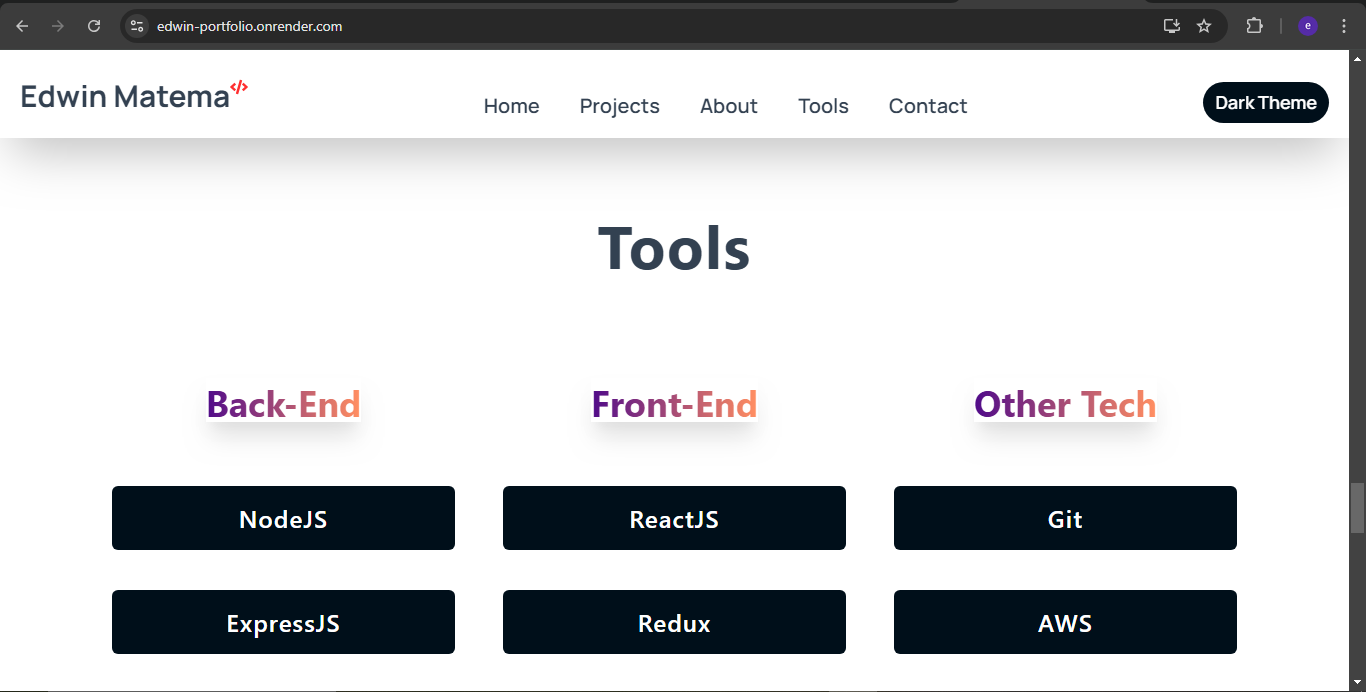 edwin-portfolio.onrender.com
e
Edwin Matema</>
Home Projects About Tools Contact
Dark Theme
Tools
Back-End Front-End Other Tech
NodeJS ReactJS Git
ExpressJS Redux AWS